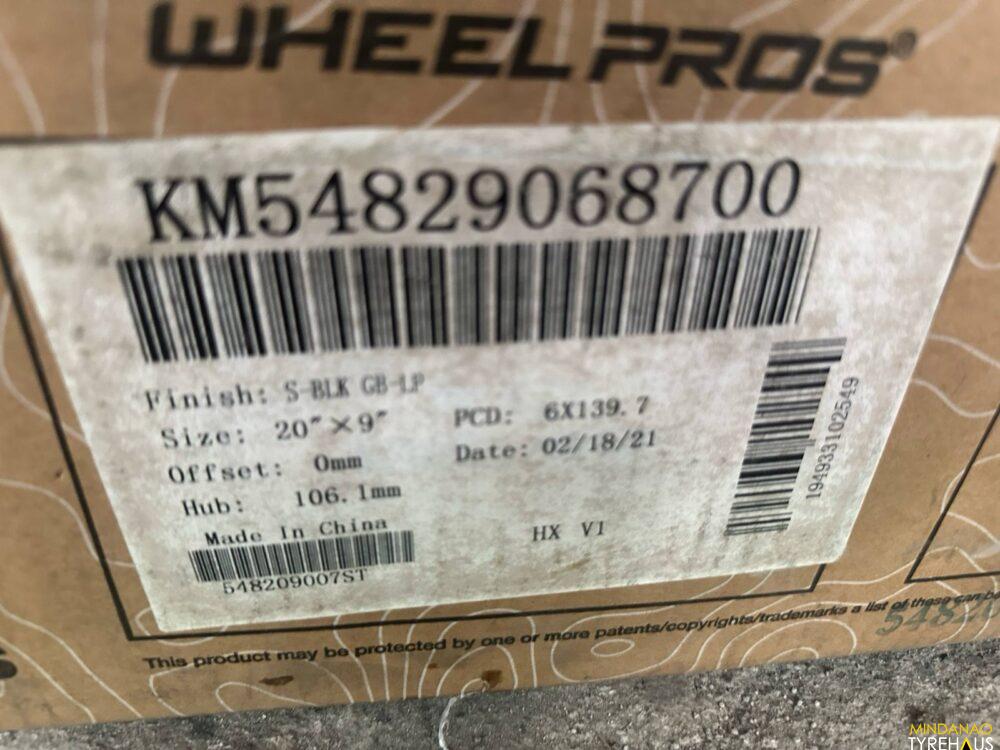 WHEEL PROS®
KM54829068700
Finish: S-BLK GB-LP
Size: 20"×9"
PCD: 6X139.7
Offset: 0mm
Date: 02/18/21
Hub: 106.1mm
Made In China
HX V1
548209007ST
194933102549
This product may be protected by one or more patents/copyrights/trademarks a list of these can be
MINDANAO
TYREHAUS